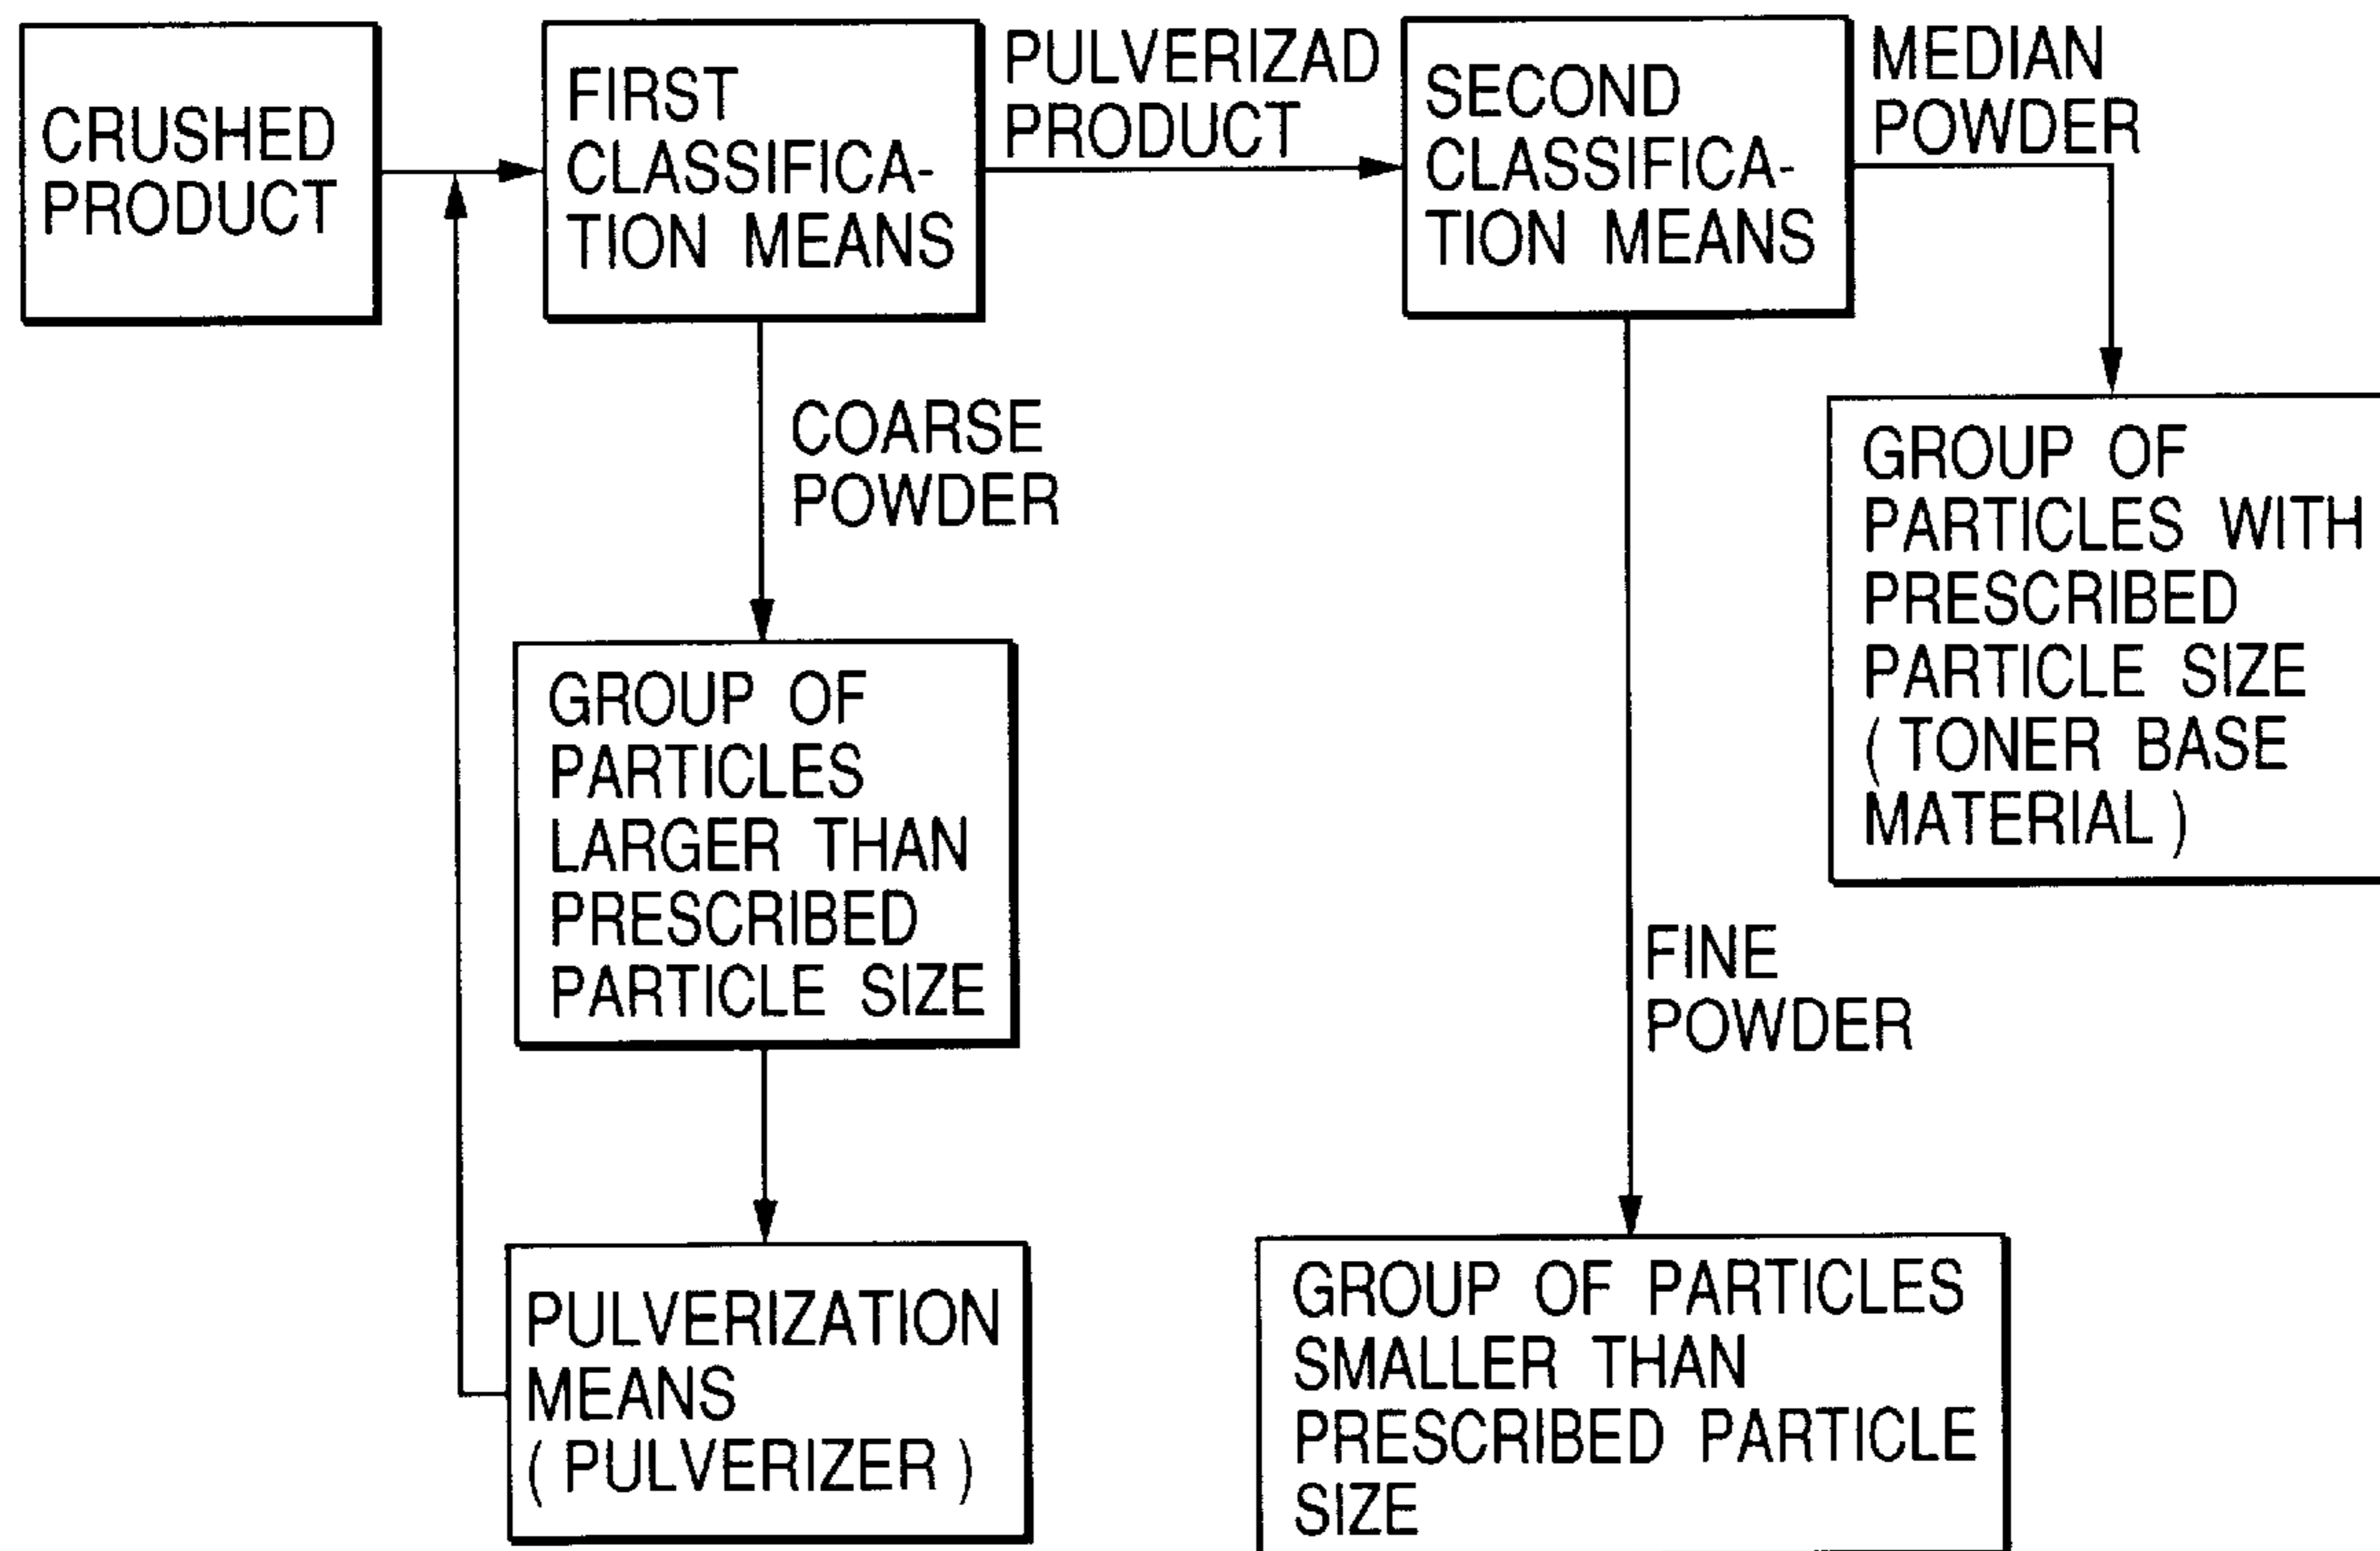 CRUSHED
PRODUCT
FIRST
CLASSIFICA-
TION MEANS
PULVERIZAD
PRODUCT
SECOND
CLASSIFICA-
TION MEANS
MEDIAN
POWDER
COARSE
POWDER
GROUP OF
PARTICLES WITH
PRESCRIBED
PARTICLE SIZE
( TONER BASE
MATERIAL )
GROUP OF
PARTICLES
LARGER THAN
PRESCRIBED
PARTICLE SIZE
FINE
POWDER
PULVERIZATION
MEANS
( PULVERIZER )
GROUP OF PARTICLES
SMALLER THAN
PRESCRIBED PARTICLE
SIZE